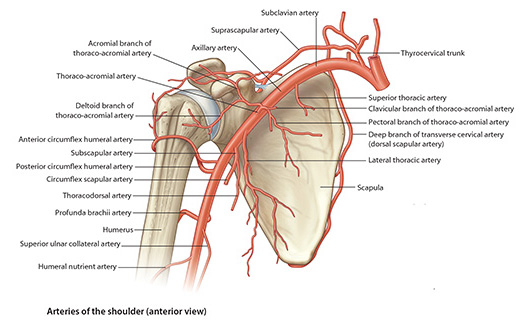 Subclavian artery
Suprascapular artery
Acromial branch of
thoraco-acromial artery
Axillary artery
Thyrocervical trunk
Thoraco-acromial artery
Superior thoracic artery
Clavicular branch of thoraco-acromial artery
Deltoid branch of
thoraco-acromial artery
Pectoral branch of thoraco-acromial artery
Deep branch of transverse cervical artery
(dorsal scapular artery)
Anterior circumflex humeral artery
Subscapular artery
Lateral thoracic artery
Posterior circumflex humeral artery
Circumflex scapular artery
Scapula
Thoracodorsal artery
Profunda brachii artery
Humerus
Superior ulnar collateral artery
Humeral nutrient artery
Arteries of the shoulder (anterior view)